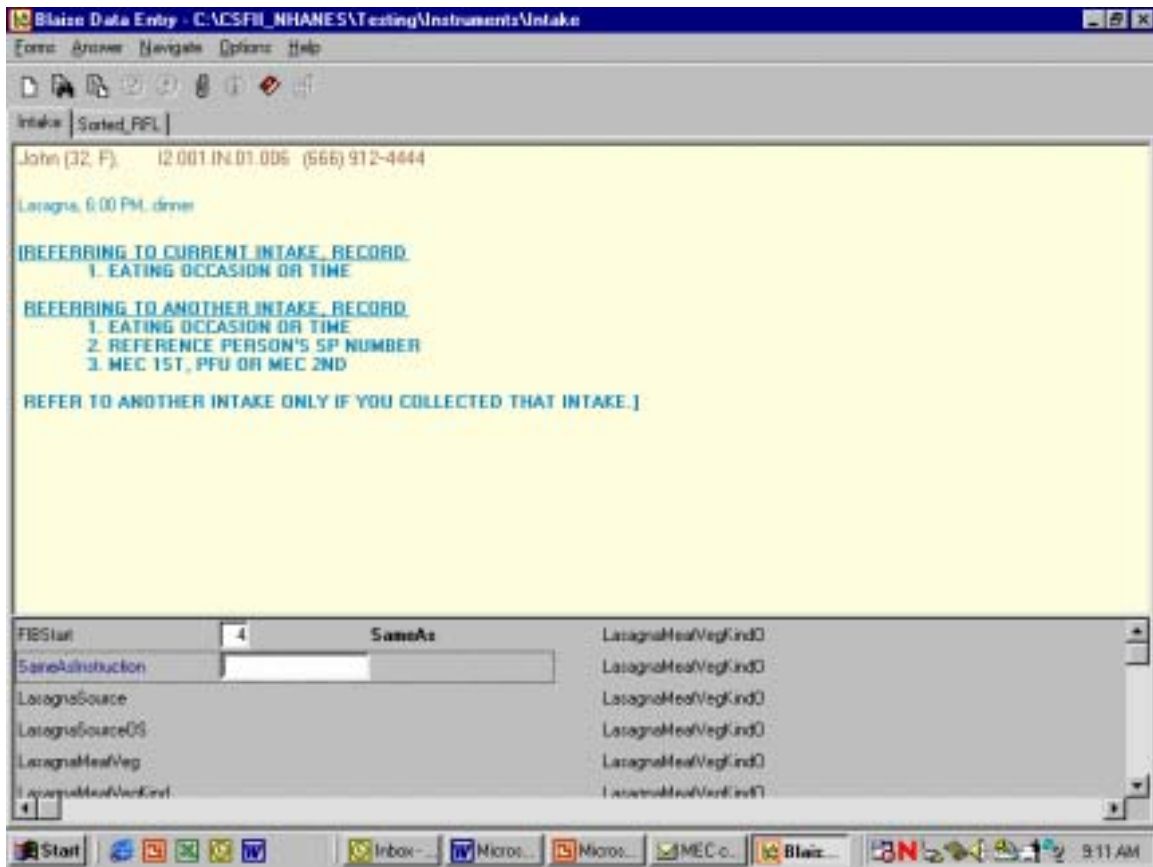 Blaise Data Entry - C:\CSFII_NHANES\Testing\Instruments\Intake
Forms Answer Navigate Options Help
Intake Sorted_RFL
John (32, F), I2.001.IN.01.006 (666) 912-4444
Lasagna, 6:00 PM, dinner
[REFERRING TO CURRENT INTAKE, RECORD
1. EATING OCCASION OR TIME
REFERRING TO ANOTHER INTAKE, RECORD
1. EATING OCCASION OR TIME
2. REFERENCE PERSON'S SP NUMBER
3. MEC 1ST, PFU OR MEC 2ND
REFER TO ANOTHER INTAKE ONLY IF YOU COLLECTED THAT INTAKE.]
FIBStart 4 SameAs LasagnaMeatVegKindO
SameAsInstruction LasagnaMeatVegKindO
LasagnaSource LasagnaMeatVegKindO
LasagnaSourceOS LasagnaMeatVegKindO
LasagnaMeatVeg LasagnaMeatVegKindO
LasagnaMeatVegKind LasagnaMeatVegKindO
Start Inbox -... Micros... Micros... MEC c... Blaiz... 9:11 AM